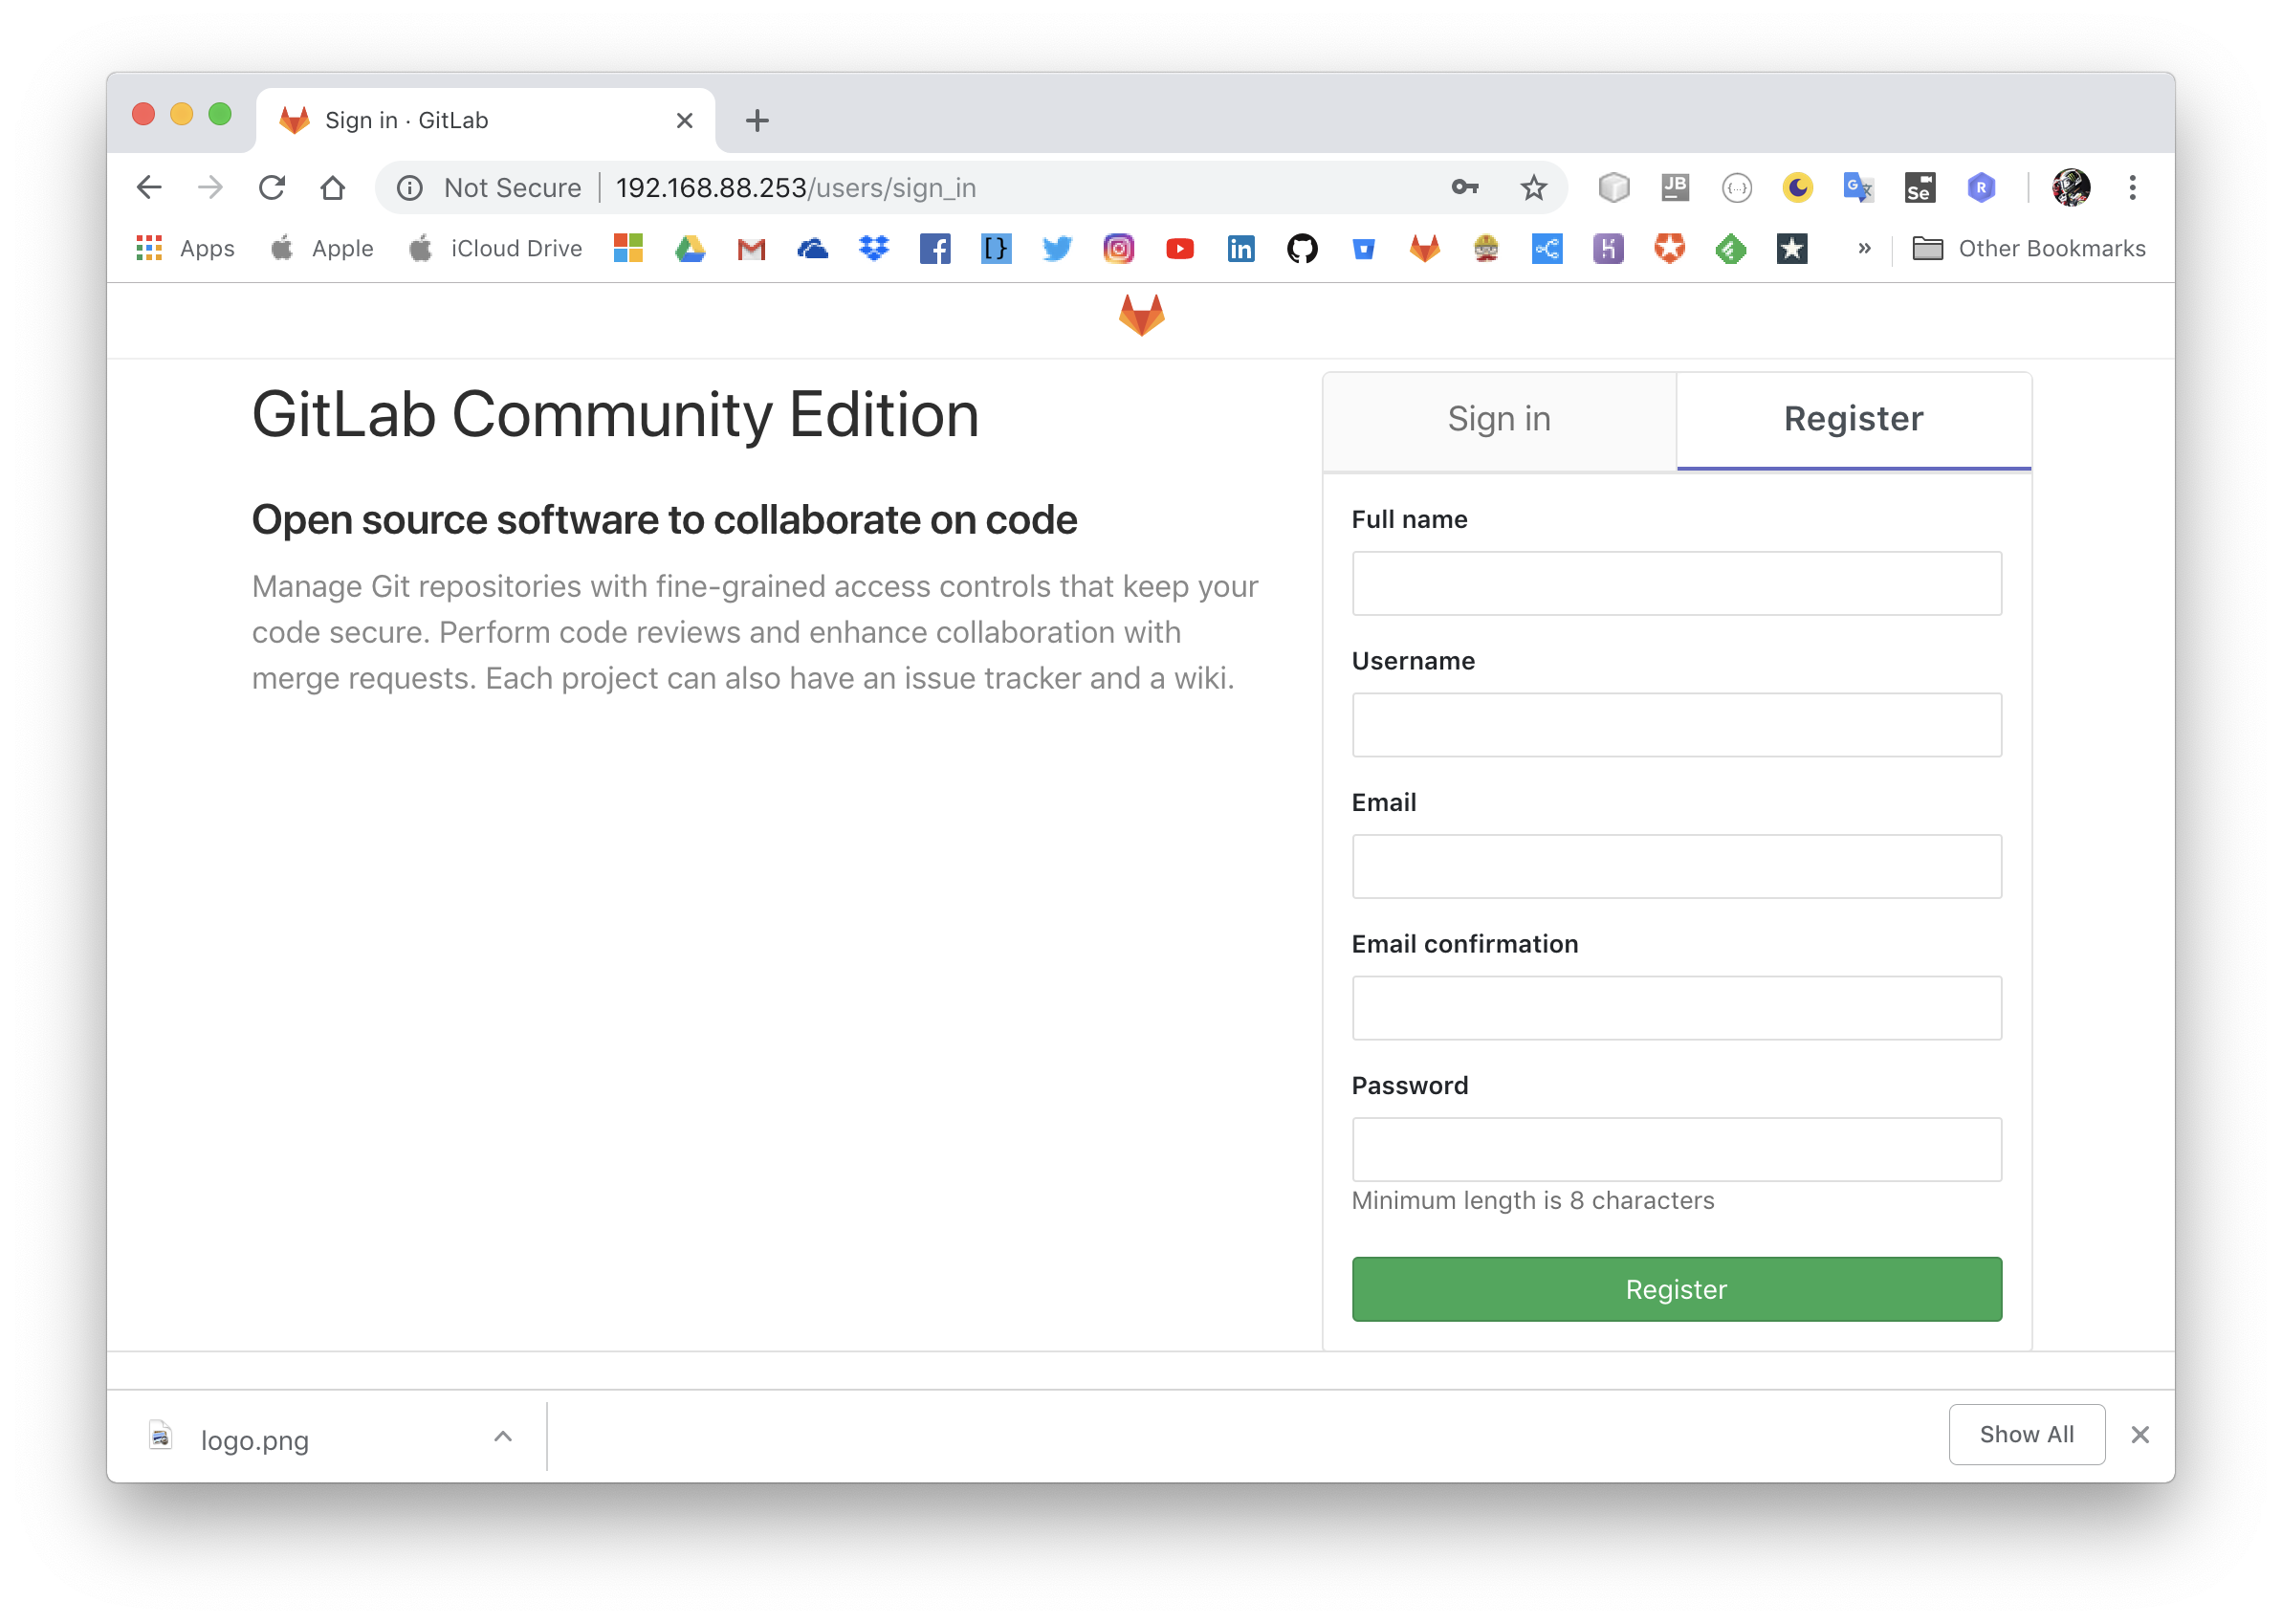 Sign in · GitLab
Not Secure 192.168.88.253/users/sign_in
JB
{...}
G
Se
R
Apps
Apple
iCloud Drive
[}
in
h
»
Other Bookmarks
GitLab Community Edition
Open source software to collaborate on code
Manage Git repositories with fine-grained access controls that keep your
code secure. Perform code reviews and enhance collaboration with
merge requests. Each project can also have an issue tracker and a wiki.
Sign in
Register
Full name
Username
Email
Email confirmation
Password
Minimum length is 8 characters
Register
logo.png
Show All